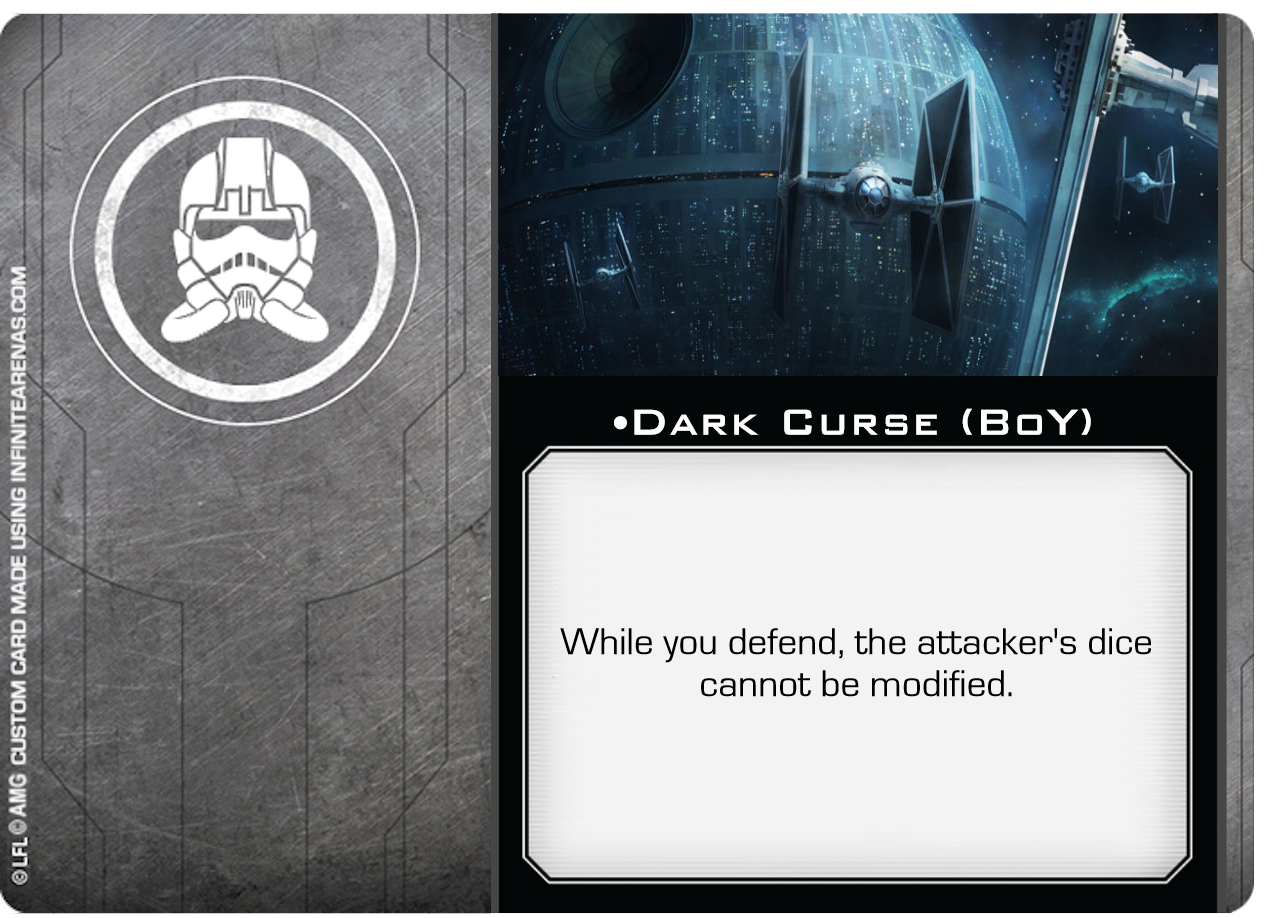 ©LFL ©AMG CUSTOM CARD MADE USING INFINITEARENAS.COM
•DARK CURSE (BOY)
While you defend, the attacker's dice
cannot be modified.